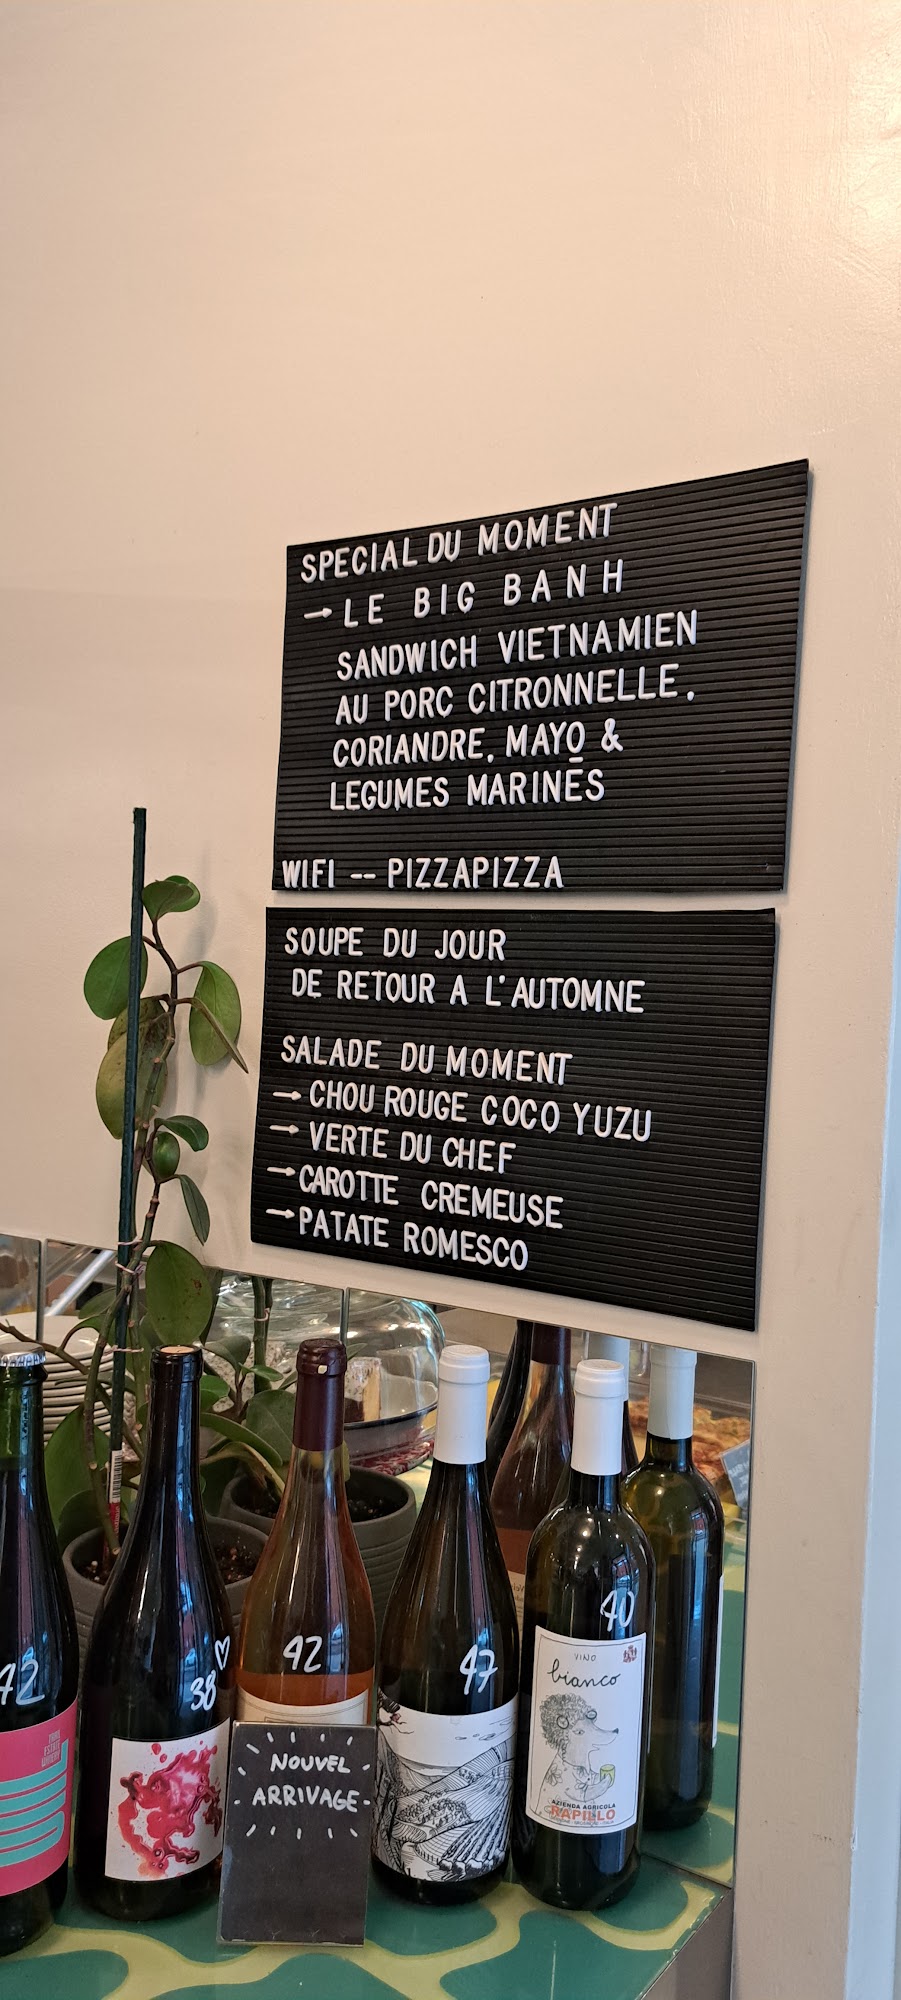 SPECIAL DU MOMENT
→ LE BIG BANH
SANDWICH VIETNAMIEN
AU PORC CITRONNELLE,
CORIANDRE, MAYO &
LEGUMES MARINÉS
WIFI -- PIZZAPIZZA
SOUPE DU JOUR
DE RETOUR A L'AUTOMNE
SALADE DU MOMENT
→ CHOU ROUGE COCO YUZU
→ VERTE DU CHEF
→ CAROTTE CREMEUSE
→ PATATE ROMESCO
42
38
42
47
40
VINO
bianco
AZIENDA AGRICOLA
RAPILLO
NOUVEL
ARRIVAGE